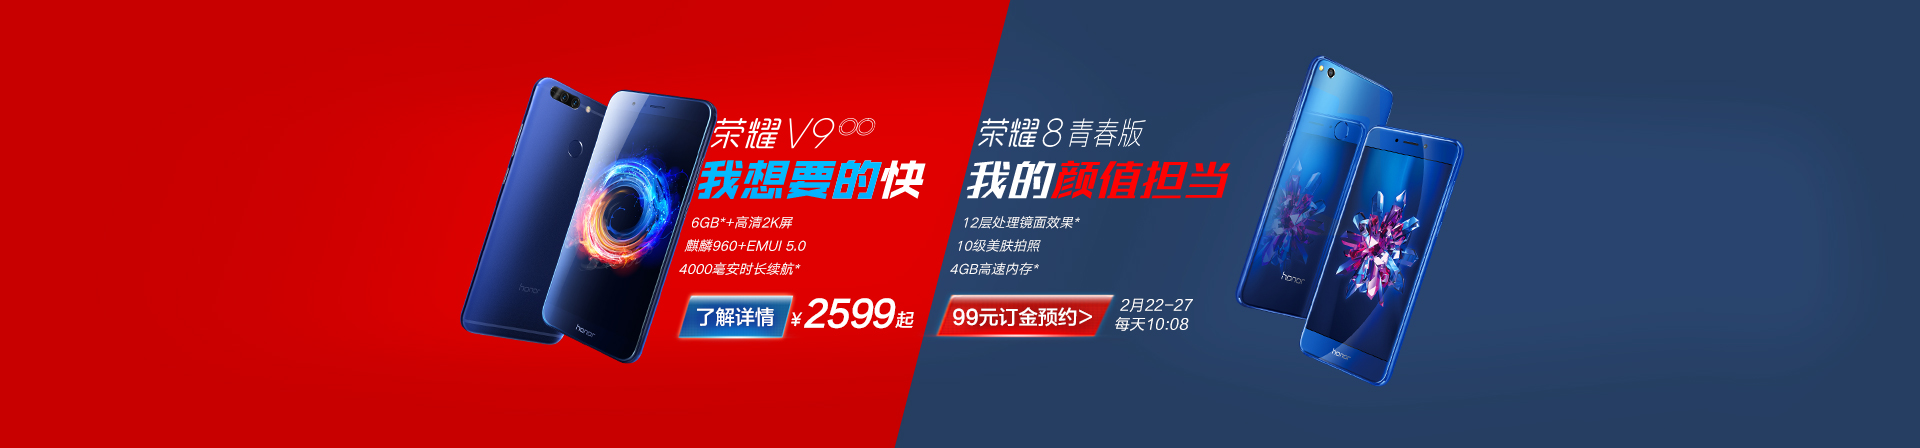 荣耀V9
我想要的快
6GB*+高清2K屏
麒麟960+EMUI 5.0
4000毫安时长续航*
了解详情
¥2599起
honor
honor
荣耀8青春版
我的颜值担当
12层处理镜面效果*
10级美肤拍照
4GB高速内存*
99元订金预约>
2月22-27
每天10:08
honor
honor